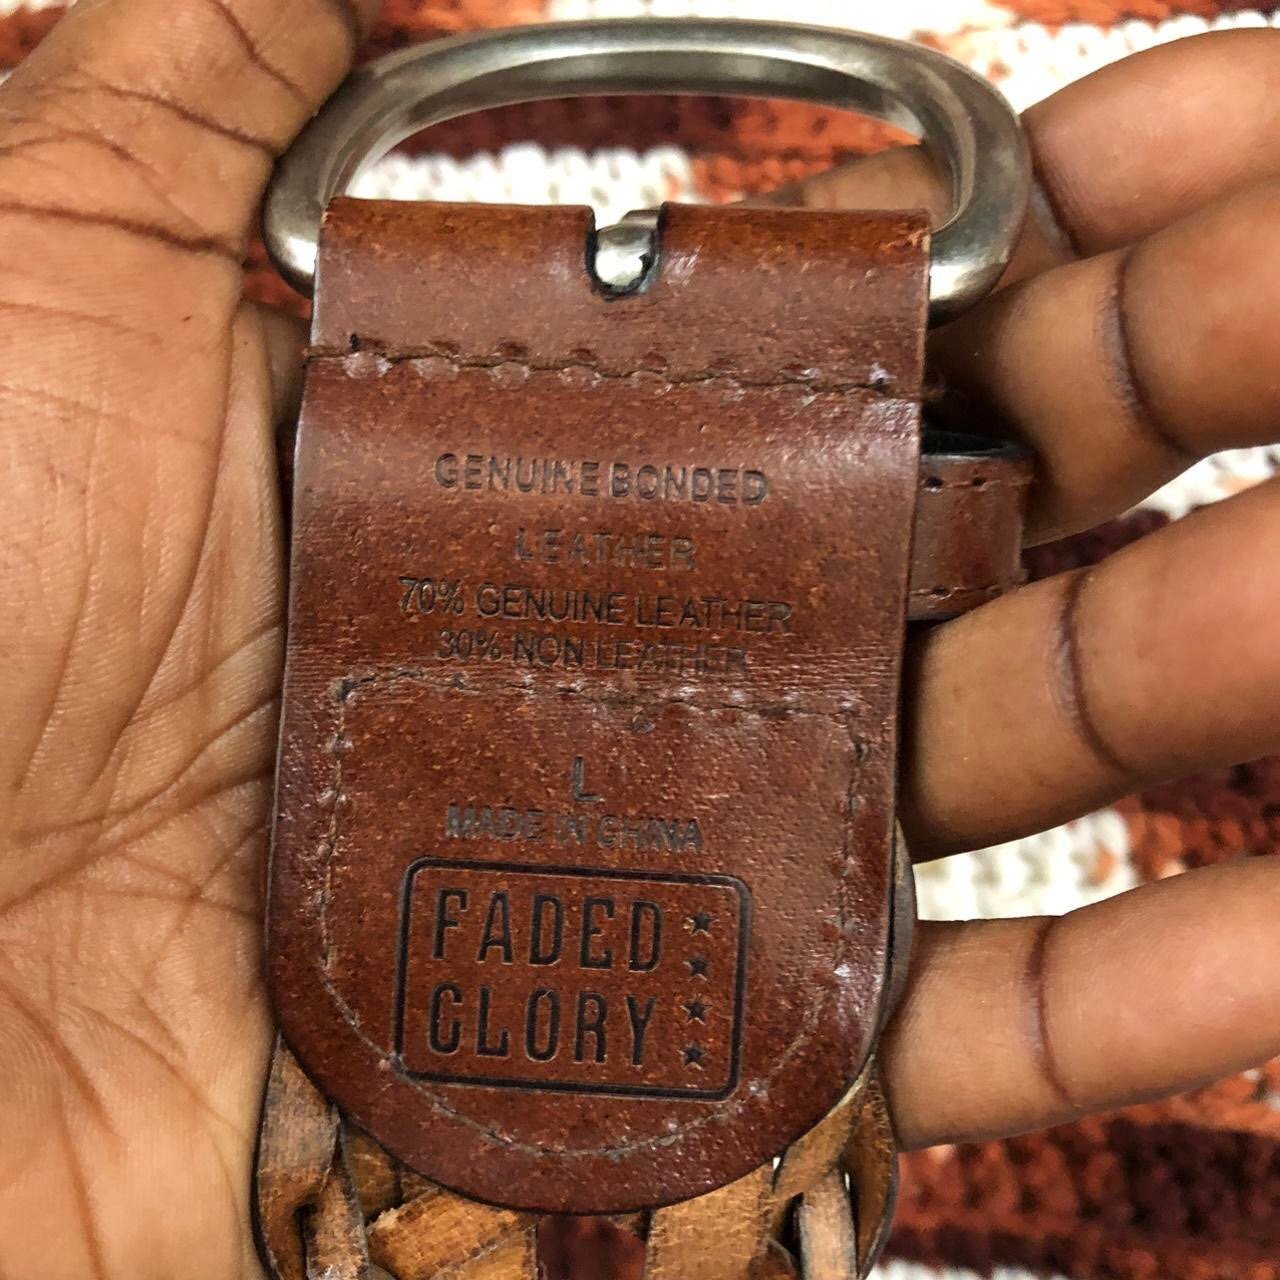 GENUINE BONDED
LEATHER
70% GENUINE LEATHER
30% NON LEATHER
L
MADE IN CHINA
FADED
GLORY